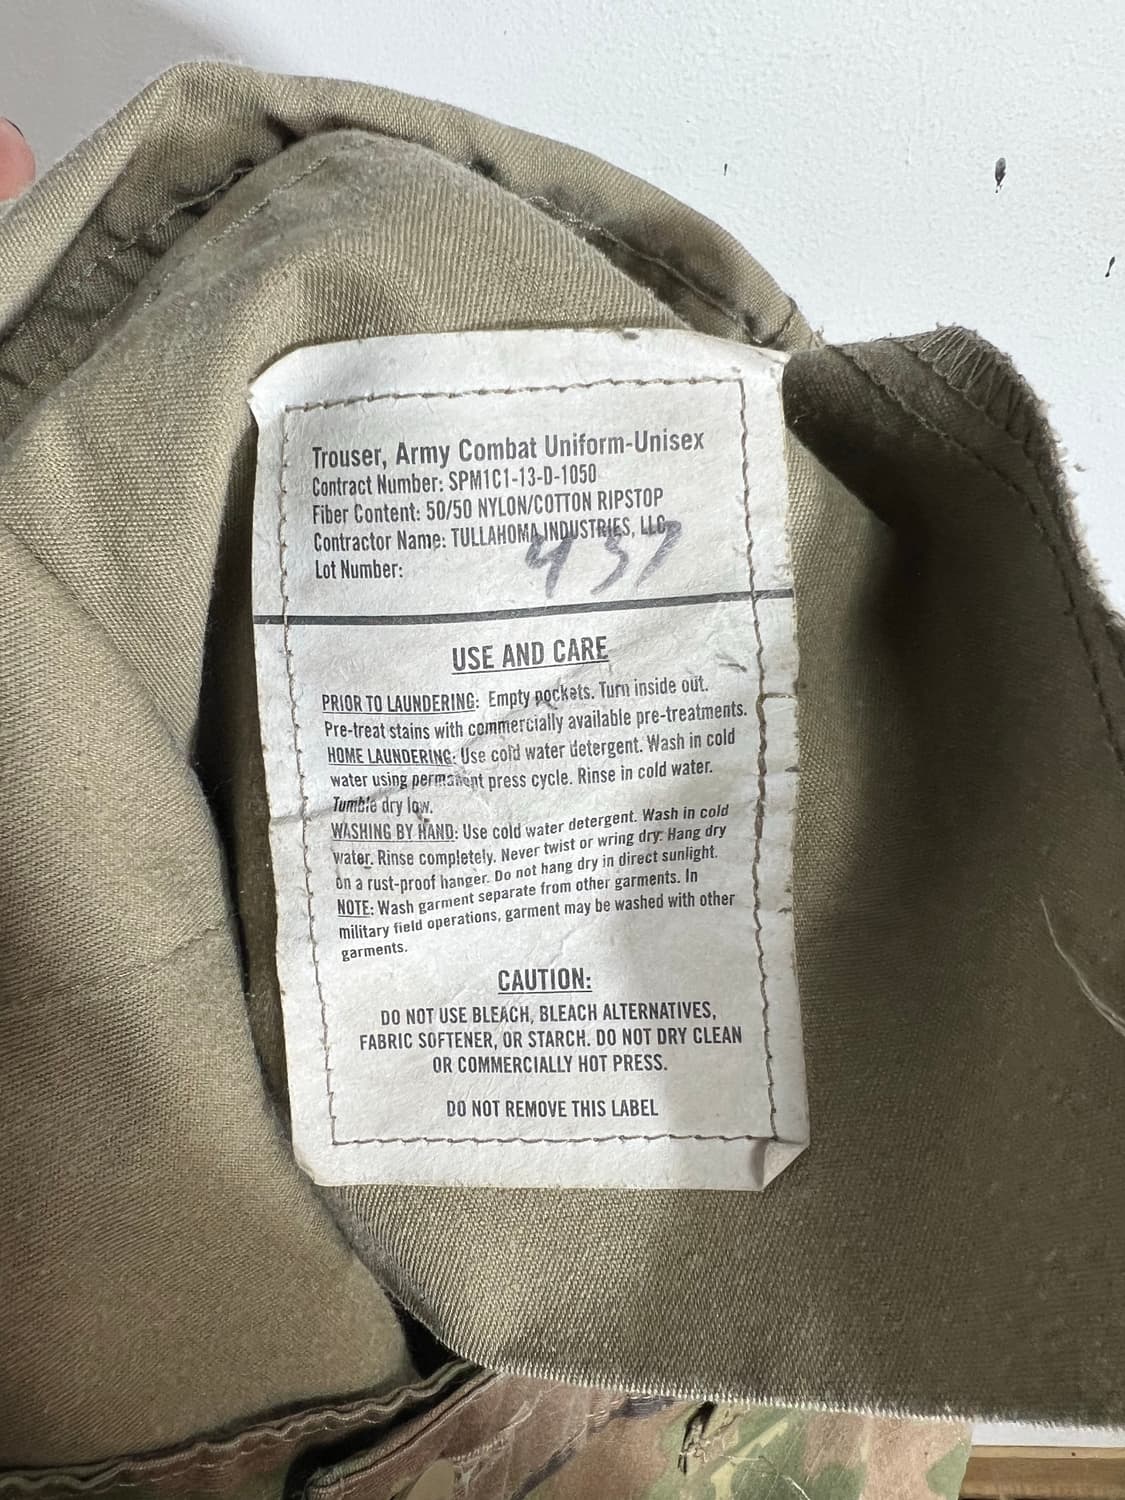 Trouser, Army Combat Uniform-Unisex
Contract Number: SPM1C1-13-D-1050
Fiber Content: 50/50 NYLON/COTTON RIPSTOP
Contractor Name: TULLAHOMA INDUSTRIES, LLC
Lot Number: 437
USE AND CARE
PRIOR TO LAUNDERING: Empty pockets. Turn inside out.
Pre-treat stains with commercially available pre-treatments.
HOME LAUNDERING: Use cold water detergent. Wash in cold
water using permanent press cycle. Rinse in cold water.
Tumble dry low.
WASHING BY HAND: Use cold water detergent. Wash in cold
water. Rinse completely. Never twist or wring dry. Hang dry
on a rust-proof hanger. Do not hang dry in direct sunlight.
NOTE: Wash garment separate from other garments. In
military field operations, garment may be washed with other
garments.
CAUTION:
DO NOT USE BLEACH, BLEACH ALTERNATIVES,
FABRIC SOFTENER, OR STARCH. DO NOT DRY CLEAN
OR COMMERCIALLY HOT PRESS.
DO NOT REMOVE THIS LABEL